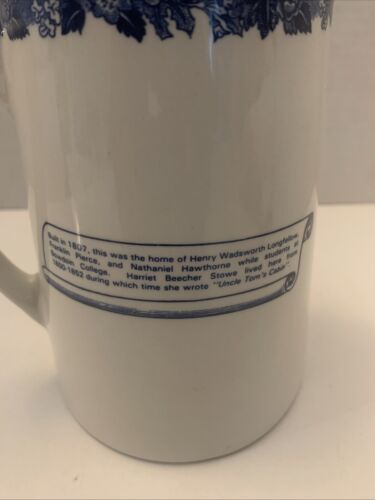 Built in 1807, this was the home of Henry Wadsworth Longfellow,
Franklin Pierce, and Nathaniel Hawthorne while students at
Bowdoin College. Harriet Beecher Stowe lived here from
1850-1852 during which time she wrote "Uncle Tom's Cabin"